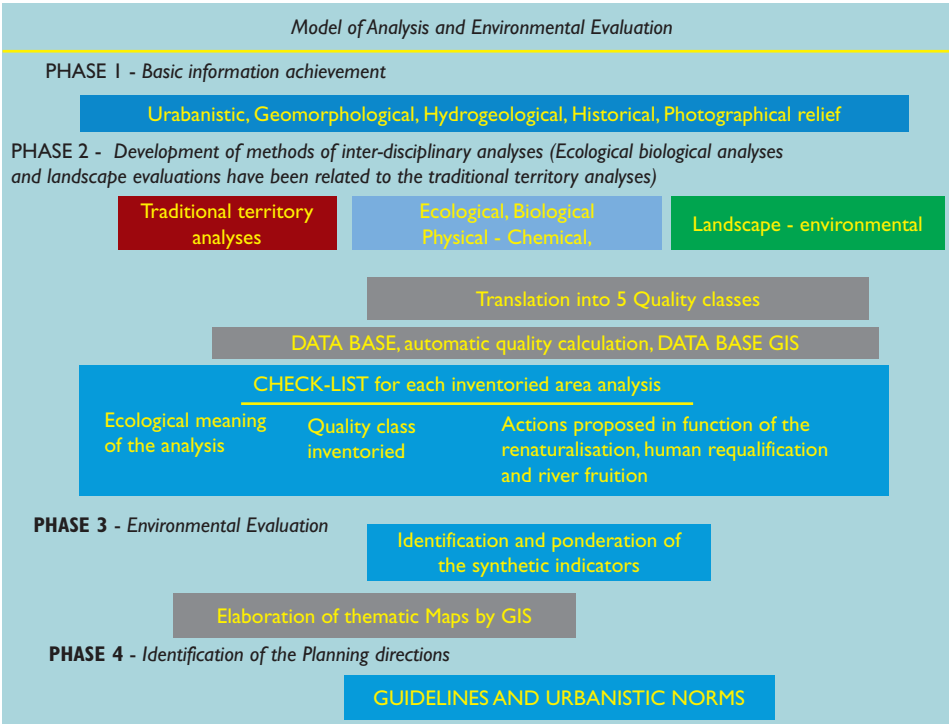 Model of Analysis and Environmental Evaluation
PHASE 1 - Basic information achievement
Urabanistic, Geomorphological, Hydrogeological, Historical, Photographical relief
PHASE 2 - Development of methods of inter-disciplinary analyses (Ecological biological analyses
and landscape evaluations have been related to the traditional territory analyses)
Traditional territory
analyses
Ecological, Biological
Physical - Chemical,
Landscape - environmental
Translation into 5 Quality classes
DATA BASE, automatic quality calculation, DATA BASE GIS
CHECK-LIST for each inventoried area analysis
Ecological meaning
of the analysis
Quality class
inventoried
Actions proposed in function of the
renaturalisation, human requalification
and river fruition
PHASE 3 - Environmental Evaluation
Identification and ponderation of
the synthetic indicators
Elaboration of thematic Maps by GIS
PHASE 4 - Identification of the Planning directions
GUIDELINES AND URBANISTIC NORMS